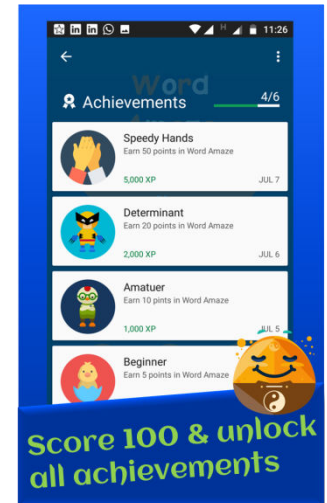 11:26
Word
Amaze
Achievements
4/6
Speedy Hands
Earn 50 points in Word Amaze
5,000 XP
JUL 7
Determinant
Earn 20 points in Word Amaze
2,000 XP
JUL 6
Amatuer
Earn 10 pints in Word Amaze
1,000 XP
JUL 5
Beginner
Earn 5 points in Word Amaze
Score 100 & unlock
all achievements